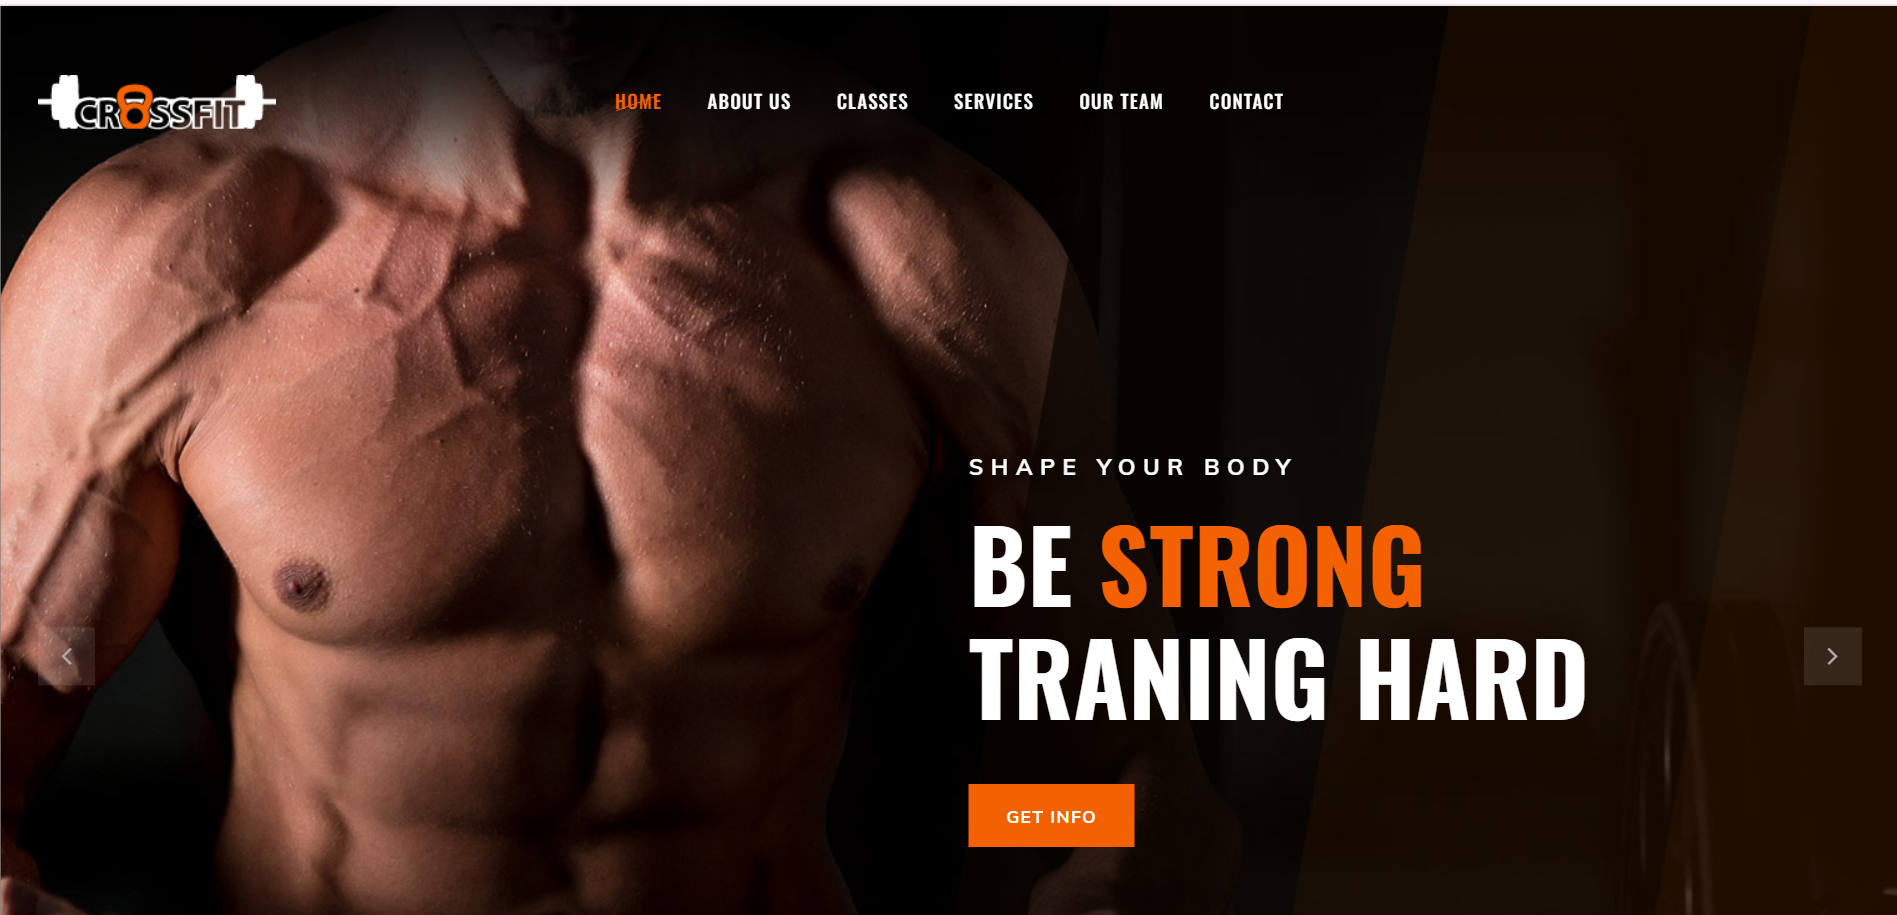 CROSSFIT
HOME ABOUT US CLASSES SERVICES OUR TEAM CONTACT
SHAPE YOUR BODY
BE STRONG
TRANING HARD
GET INFO